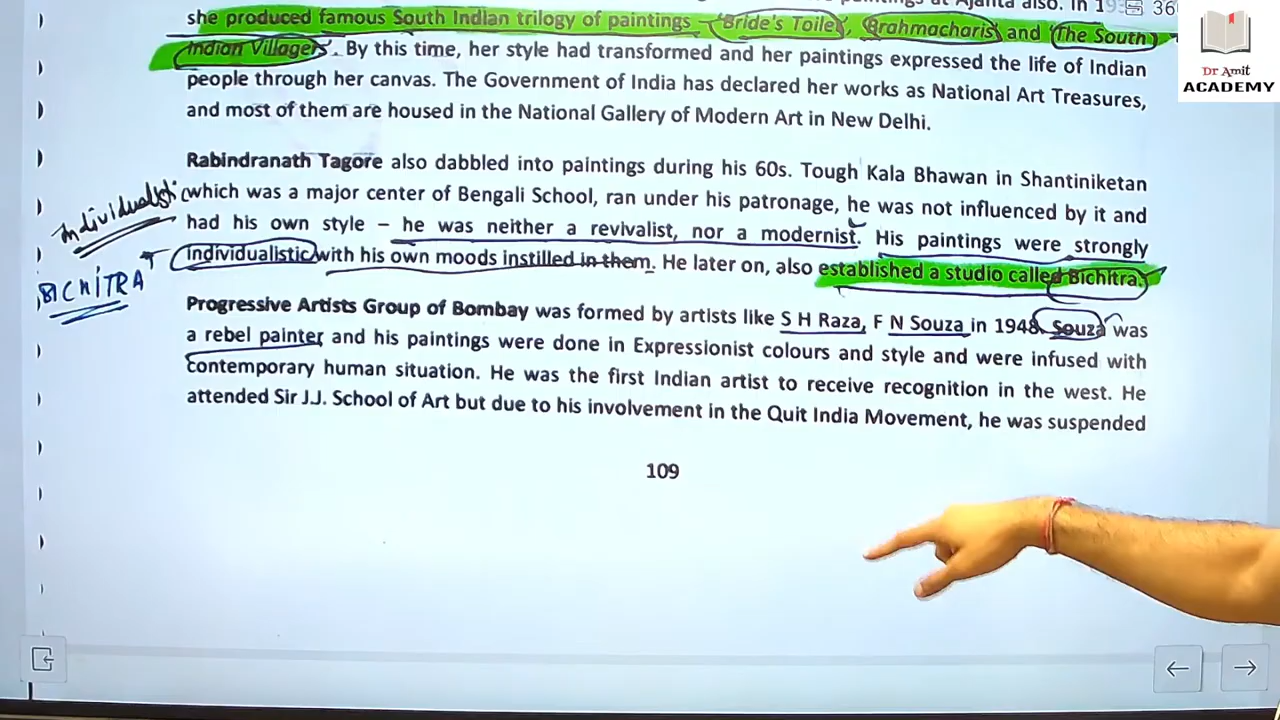 paintings at Ajanta also. In 19
36
she produced famous South Indian trilogy of paintings – 'Bride's Toilet', 'Brahmacharis' and 'The South
Indian Villagers'. By this time, her style had transformed and her paintings expressed the life of Indian
people through her canvas. The Government of India has declared her works as National Art Treasures,
and most of them are housed in the National Gallery of Modern Art in New Delhi.
Dr Amit
ACADEMY
Rabindranath Tagore also dabbled into paintings during his 60s. Tough Kala Bhawan in Shantiniketan
(which was a major center of Bengali School, ran under his patronage, he was not influenced by it and
had his own style – he was neither a revivalist, nor a modernist. His paintings were strongly
individualistic with his own moods instilled in them. He later on, also established a studio called Bichitra.
Individualistic
BICHITRA
Progressive Artists Group of Bombay was formed by artists like S H Raza, F N Souza in 1948. Souza was
a rebel painter and his paintings were done in Expressionist colours and style and were infused with
contemporary human situation. He was the first Indian artist to receive recognition in the west. He
attended Sir J.J. School of Art but due to his involvement in the Quit India Movement, he was suspended
109